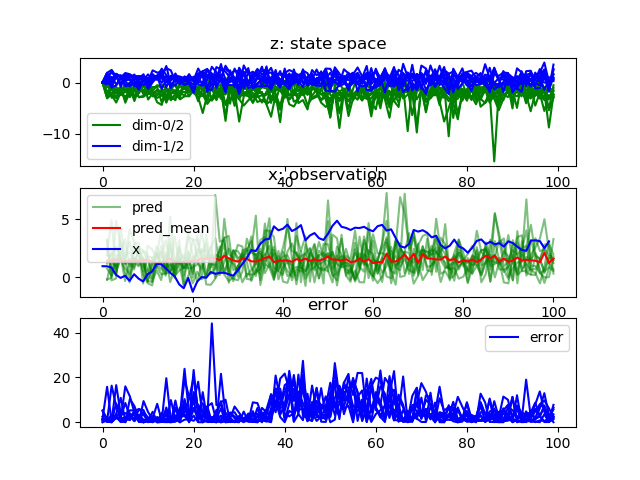 z: state space
0
−10
dim-0/2
dim-1/2
0 20 40 60 80 100
x: observation
5
0
pred
pred_mean
x
0 20 40 60 80 100
error
40
20
0
error
0 20 40 60 80 100